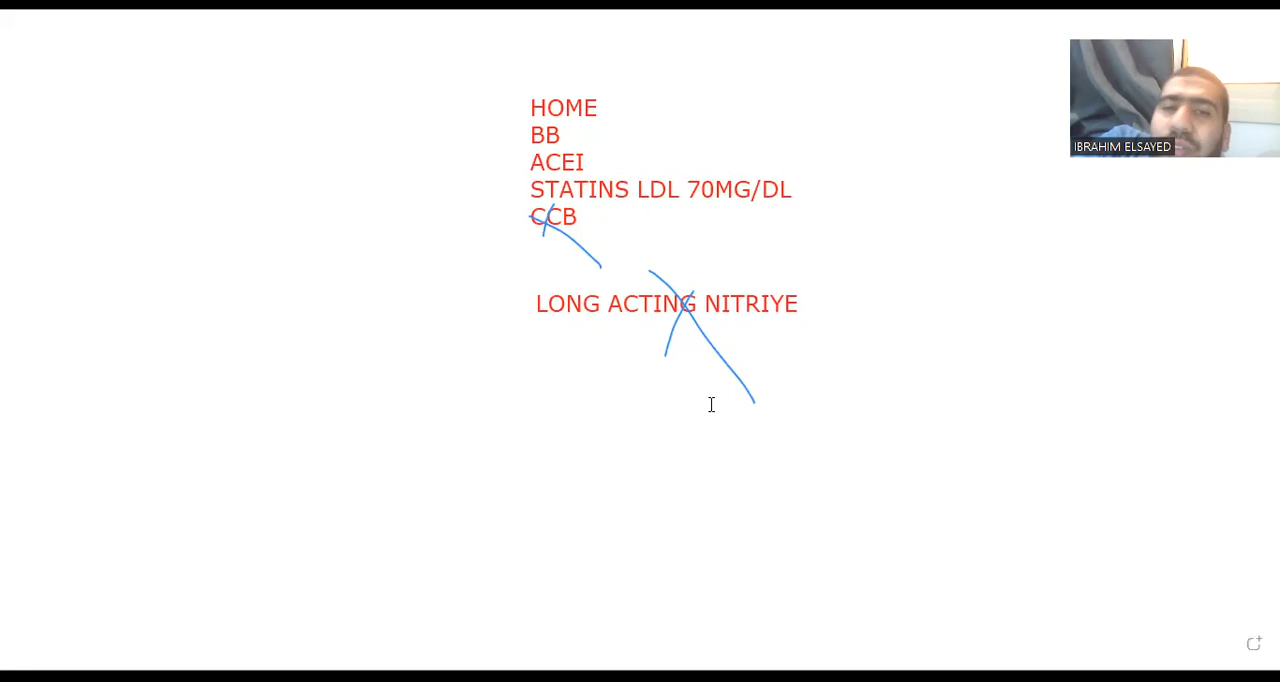 HOME
BB
ACEI
STATINS LDL 70MG/DL
CCB
LONG ACTING NITRIYE
IBRAHIM ELSAYED